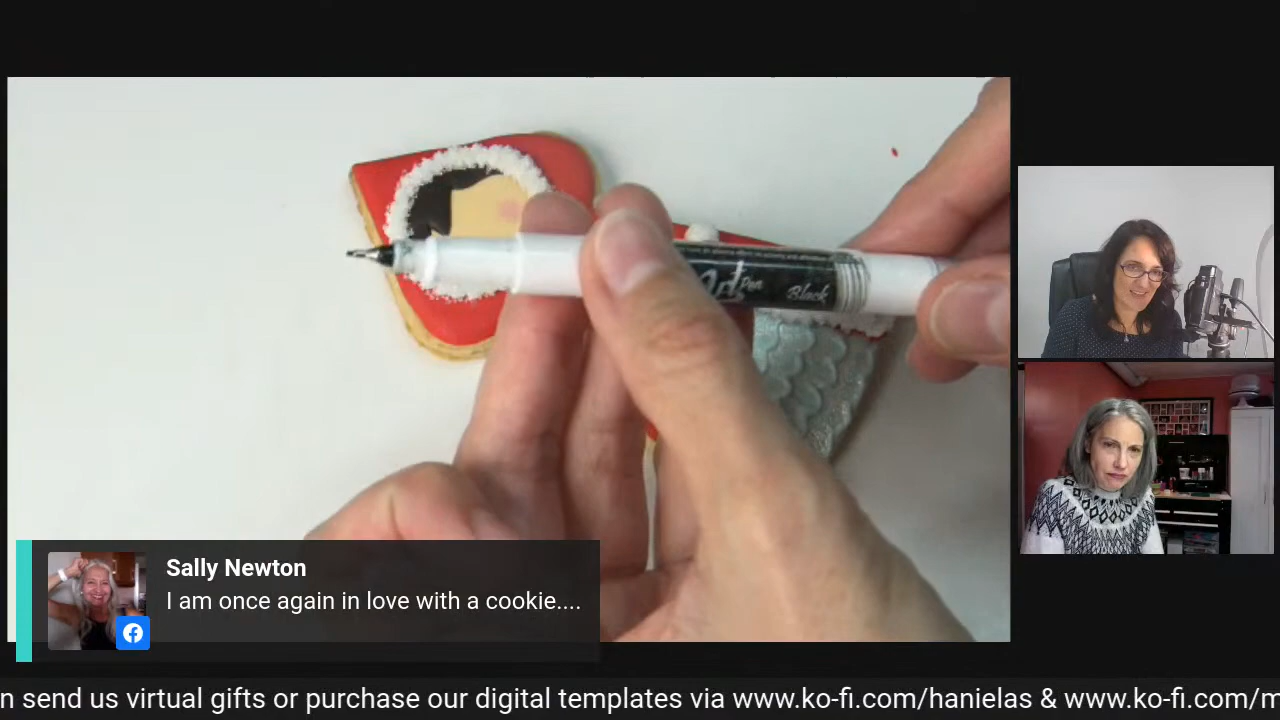 Pen
Black
Sally Newton
I am once again in love with a cookie....
n send us virtual gifts or purchase our digital templates via www.ko-fi.com/hanielas & www.ko-fi.com/m